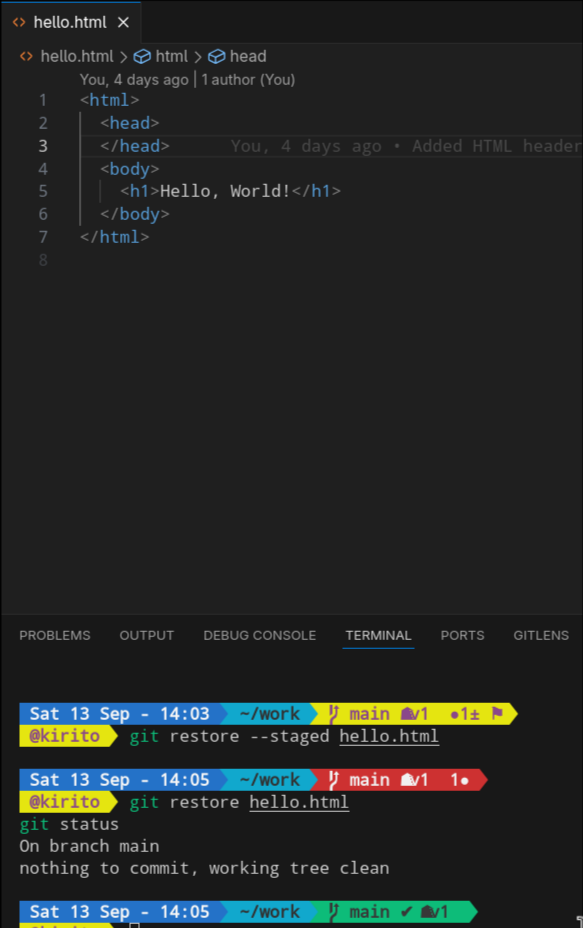 hello.html
hello.html > html > head
You, 4 days ago | 1 author (You)
1 <html>
2 <head>
3 </head> You, 4 days ago • Added HTML header
4 <body>
5 <h1>Hello, World!</h1>
6 </body>
7 </html>
8
PROBLEMS OUTPUT DEBUG CONSOLE TERMINAL PORTS GITLENS
Sat 13 Sep - 14:03 ~/work main v1 •1±
@kirito git restore --staged hello.html
Sat 13 Sep - 14:05 ~/work main v1 1•
@kirito git restore hello.html
git status
On branch main
nothing to commit, working tree clean
Sat 13 Sep - 14:05 ~/work main ✔ v1